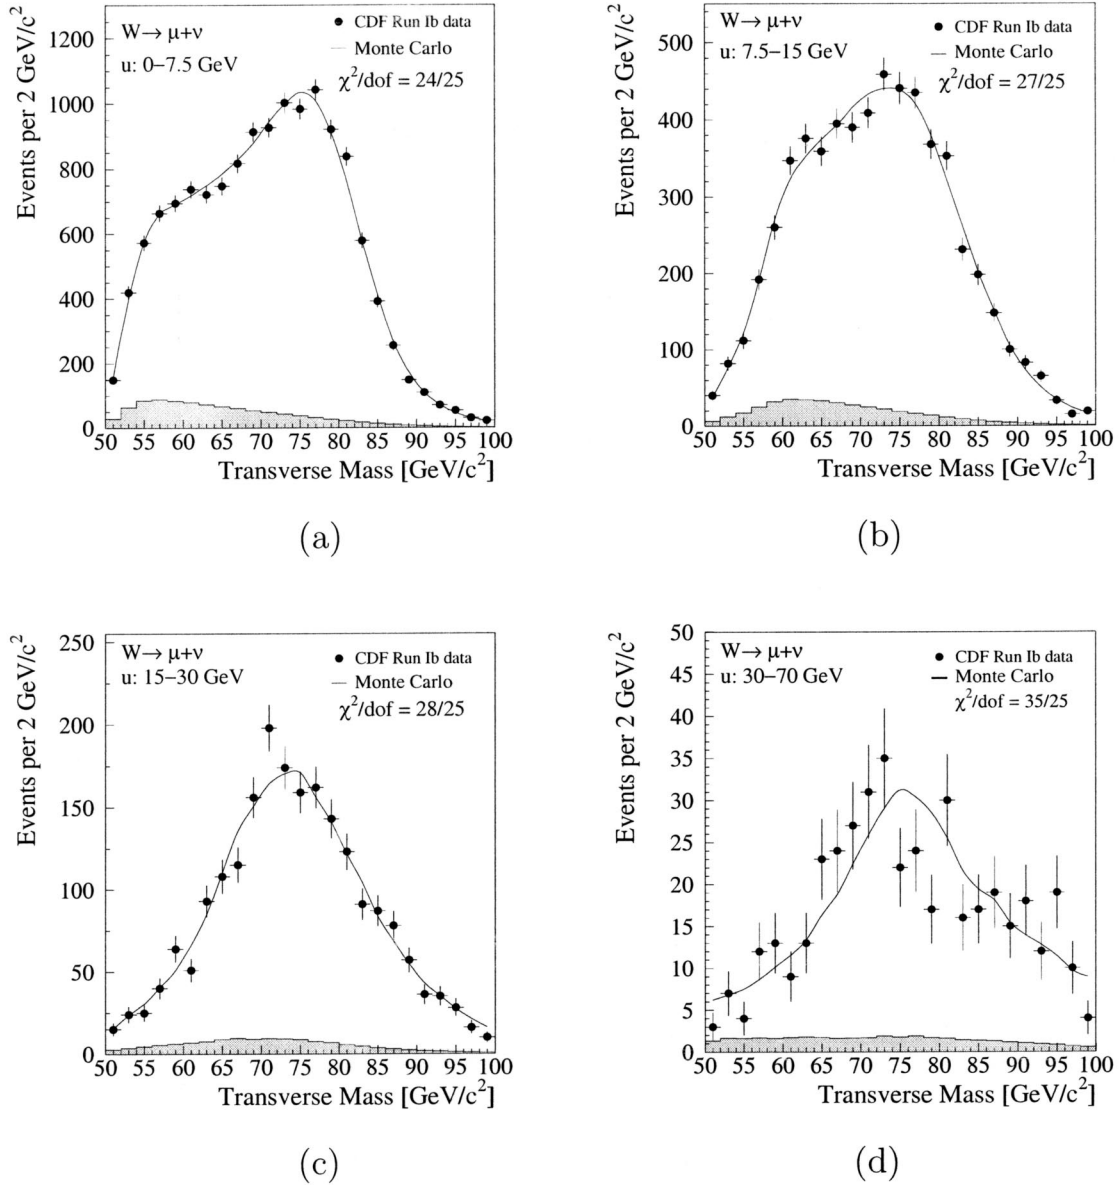 Events per 2 GeV/c²
W→ μ+ν
u: 0–7.5 GeV
CDF Run Ib data
Monte Carlo
χ²/dof = 24/25
1200
1000
800
600
400
200
0
50 55 60 65 70 75 80 85 90 95 100
Transverse Mass [GeV/c²]
(a)
Events per 2 GeV/c²
W→ μ+ν
u: 7.5–15 GeV
CDF Run Ib data
Monte Carlo
χ²/dof = 27/25
500
400
300
200
100
0
50 55 60 65 70 75 80 85 90 95 100
Transverse Mass [GeV/c²]
(b)
Events per 2 GeV/c²
W→ μ+ν
u: 15–30 GeV
CDF Run Ib data
Monte Carlo
χ²/dof = 28/25
250
200
150
100
50
0
50 55 60 65 70 75 80 85 90 95 100
Transverse Mass [GeV/c²]
(c)
Events per 2 GeV/c²
W→ μ+ν
u: 30–70 GeV
CDF Run Ib data
Monte Carlo
χ²/dof = 35/25
50
45
40
35
30
25
20
15
10
5
0
50 55 60 65 70 75 80 85 90 95 100
Transverse Mass [GeV/c²]
(d)